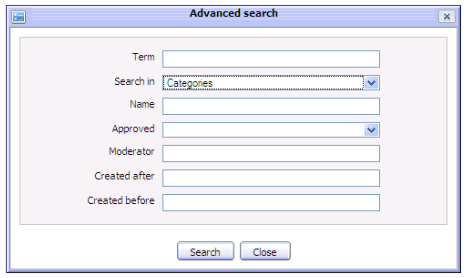 Advanced search
Term
Search in Categories
Name
Approved
Moderator
Created after
Created before
Search Close